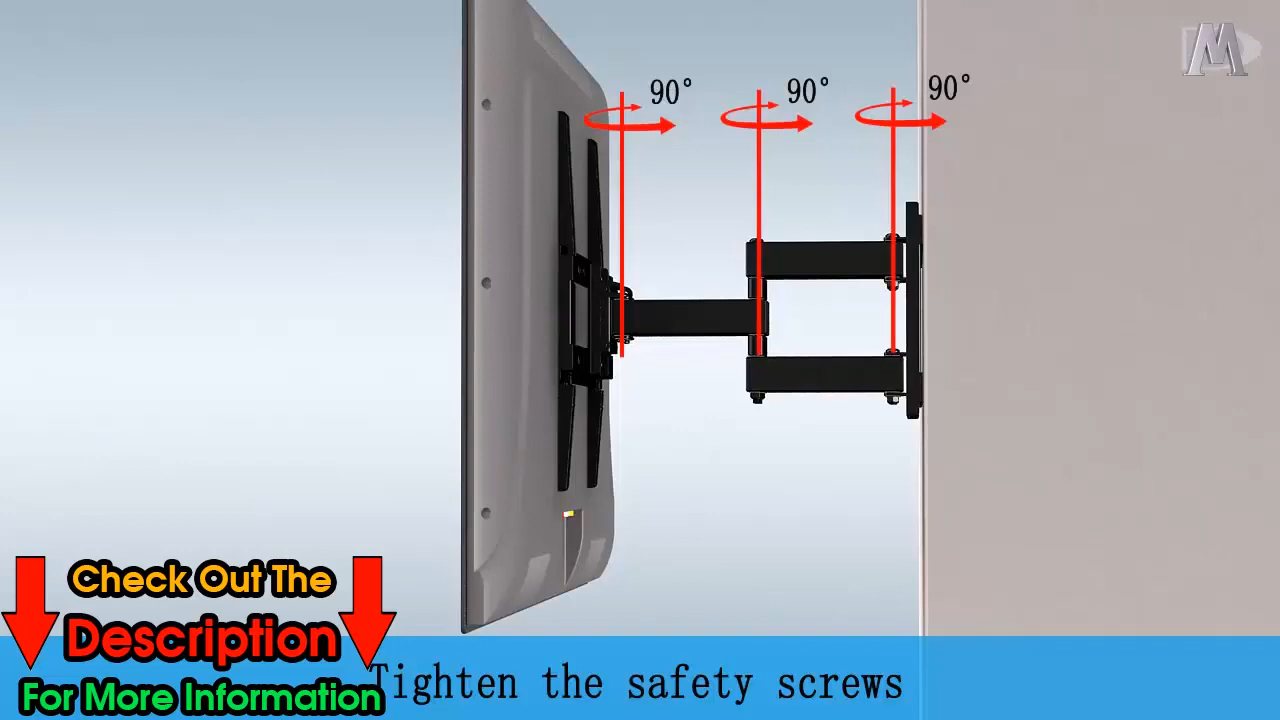 M
90°
90°
90°
Check Out The
Description
For More Information
Tighten the safety screws